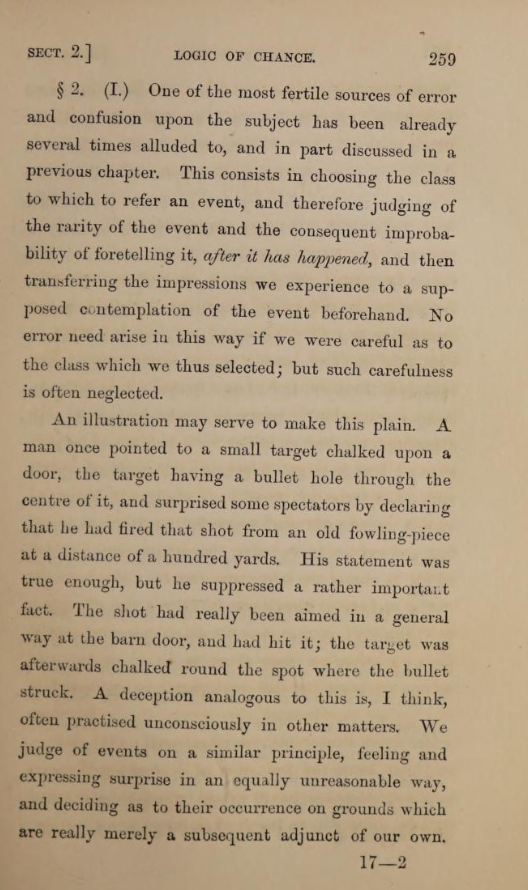 SECT. 2.] LOGIC OF CHANCE. 259
§ 2. (I.) One of the most fertile sources of error
and confusion upon the subject has been already
several times alluded to, and in part discussed in a
previous chapter. This consists in choosing the class
to which to refer an event, and therefore judging of
the rarity of the event and the consequent improba-
bility of foretelling it, after it has happened, and then
transferring the impressions we experience to a sup-
posed contemplation of the event beforehand. No
error need arise in this way if we were careful as to
the class which we thus selected; but such carefulness
is often neglected.
An illustration may serve to make this plain. A
man once pointed to a small target chalked upon a
door, the target having a bullet hole through the
centre of it, and surprised some spectators by declaring
that he had fired that shot from an old fowling-piece
at a distance of a hundred yards. His statement was
true enough, but he suppressed a rather important
fact. The shot had really been aimed in a general
way at the barn door, and had hit it; the target was
afterwards chalked round the spot where the bullet
struck. A deception analogous to this is, I think,
often practised unconsciously in other matters. We
judge of events on a similar principle, feeling and
expressing surprise in an equally unreasonable way,
and deciding as to their occurrence on grounds which
are really merely a subsequent adjunct of our own.
17—2